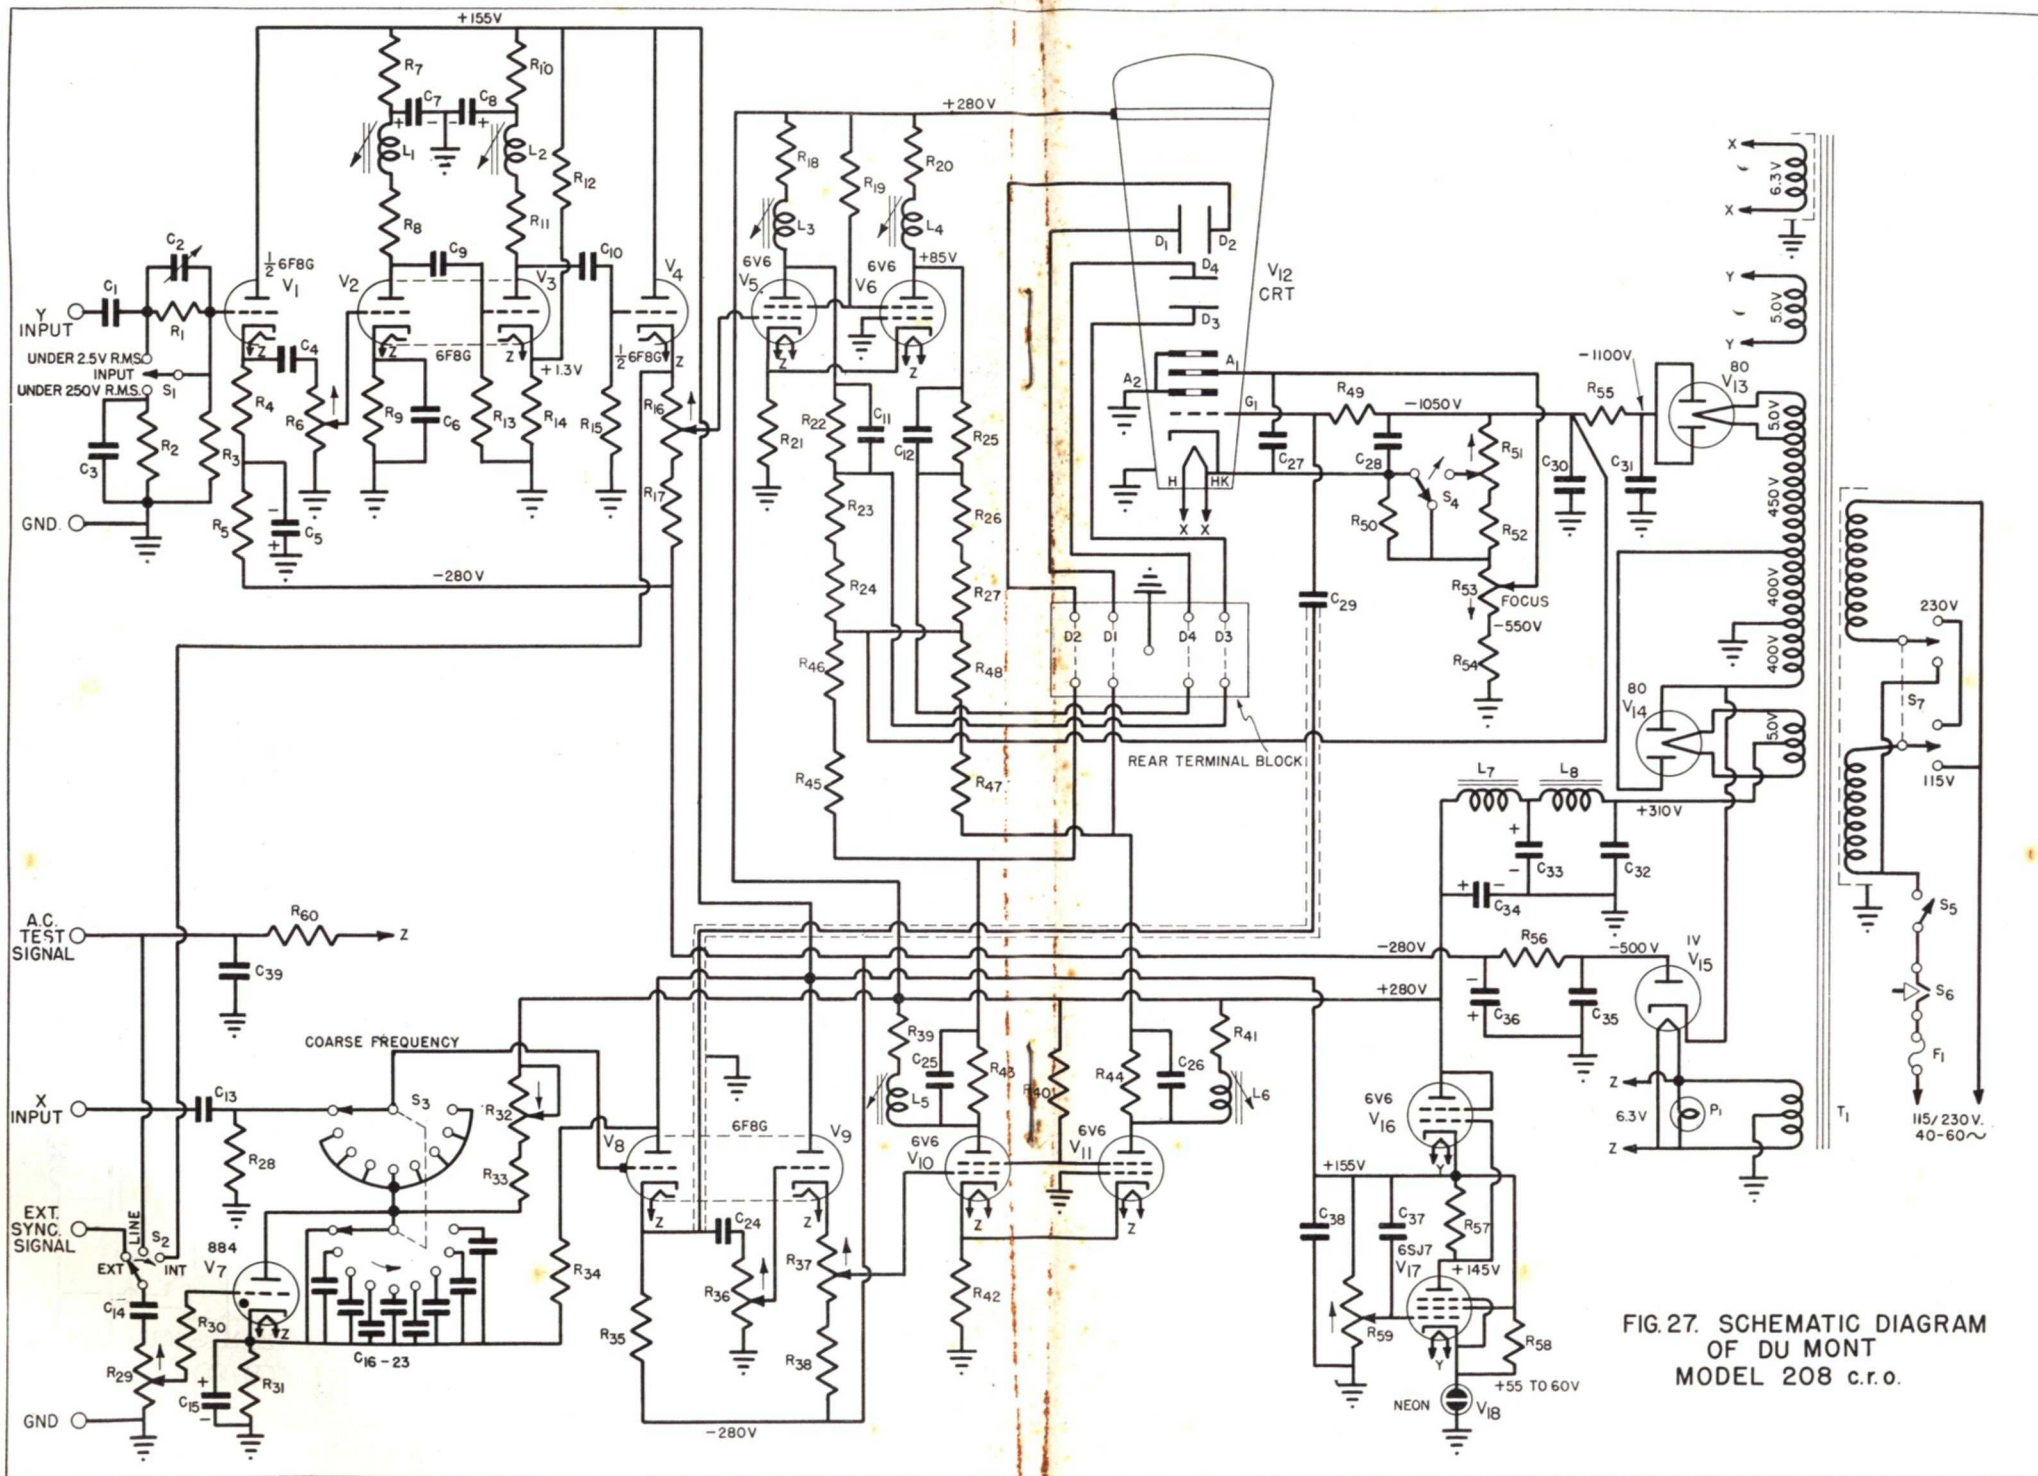 +155V
R7
R10
C7
C8
+280V
L1
L2
R12
R18
R19
R20
X
6.3V
X
R8
R11
L3
L4
D1
D2
C2
C9
C10
D4
Y
5.0V
Y
1/2 6F8G
V1
V2
V3
V4
6V6
V5
6V6
V6
+85V
V12
CRT
D3
C1
Y
INPUT
R1
UNDER 2.5V R.M.S.
INPUT
UNDER 250V R.M.S.
S1
Z
C4
Z
6F8G
Z
+1.3V
1/2 6F8G
Z
Z
Z
A1
A2
G1
R49
-1100V
-1050V
R55
80
V13
5.0V
C3
R2
R3
R4
R6
R9
C6
R13
R14
R15
R16
R21
R22
C11
C12
R25
C27
C28
R51
C30
C31
450V
H
HK
X
X
R50
S4
R52
GND.
R5
C5
R17
R23
R26
-280V
R24
R27
C29
R53
FOCUS
-550V
400V
230V
D2
D1
D4
D3
R46
R48
R54
400V
80
V14
S7
5.0V
REAR TERMINAL BLOCK
R45
R47
L7
L8
+310V
115V
C33
C32
C34
A.C.
TEST
SIGNAL
R60
Z
C39
S5
-280V
R56
-500V
1V
V15
+280V
C36
C35
S6
COARSE FREQUENCY
R39
C25
R43
R40
R44
C26
R41
F1
X
INPUT
C13
S3
R32
L5
L6
Z
6.3V
P1
Z
T1
115/230V.
40-60~
R28
R33
V8
6F8G
V9
6V6
V10
6V6
V11
6V6
V16
Y
+155V
EXT.
SYNC.
SIGNAL
LINE
S2
EXT
INT
884
V7
Z
Z
C24
Z
Z
Z
R57
C38
C37
6SJ7
V17
+145V
C14
R30
R34
R36
R37
R42
R29
C15
R31
C16-23
R35
R38
R59
Y
R58
+55 TO 60V
GND
-280V
NEON
V18
FIG. 27. SCHEMATIC DIAGRAM
OF DU MONT
MODEL 208 c.r.o.